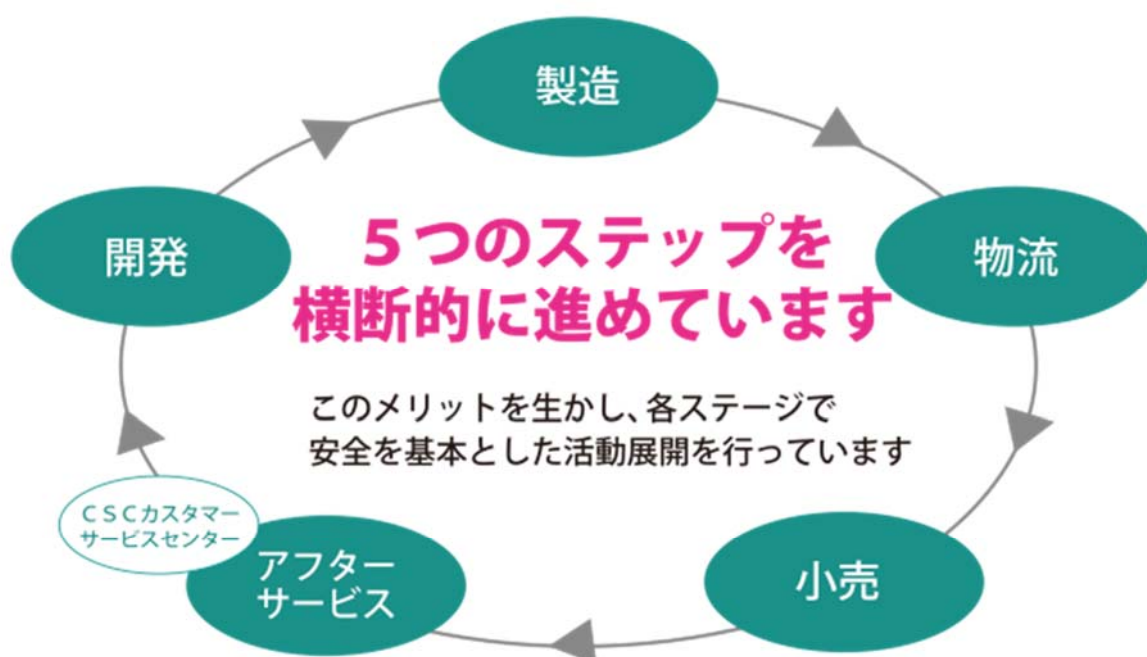 製造
開発
物流
５つのステップを
横断的に進めています
このメリットを生かし、各ステージで
安全を基本とした活動展開を行っています
ＣＳＣカスタマー
サービスセンター
アフター
サービス
小売